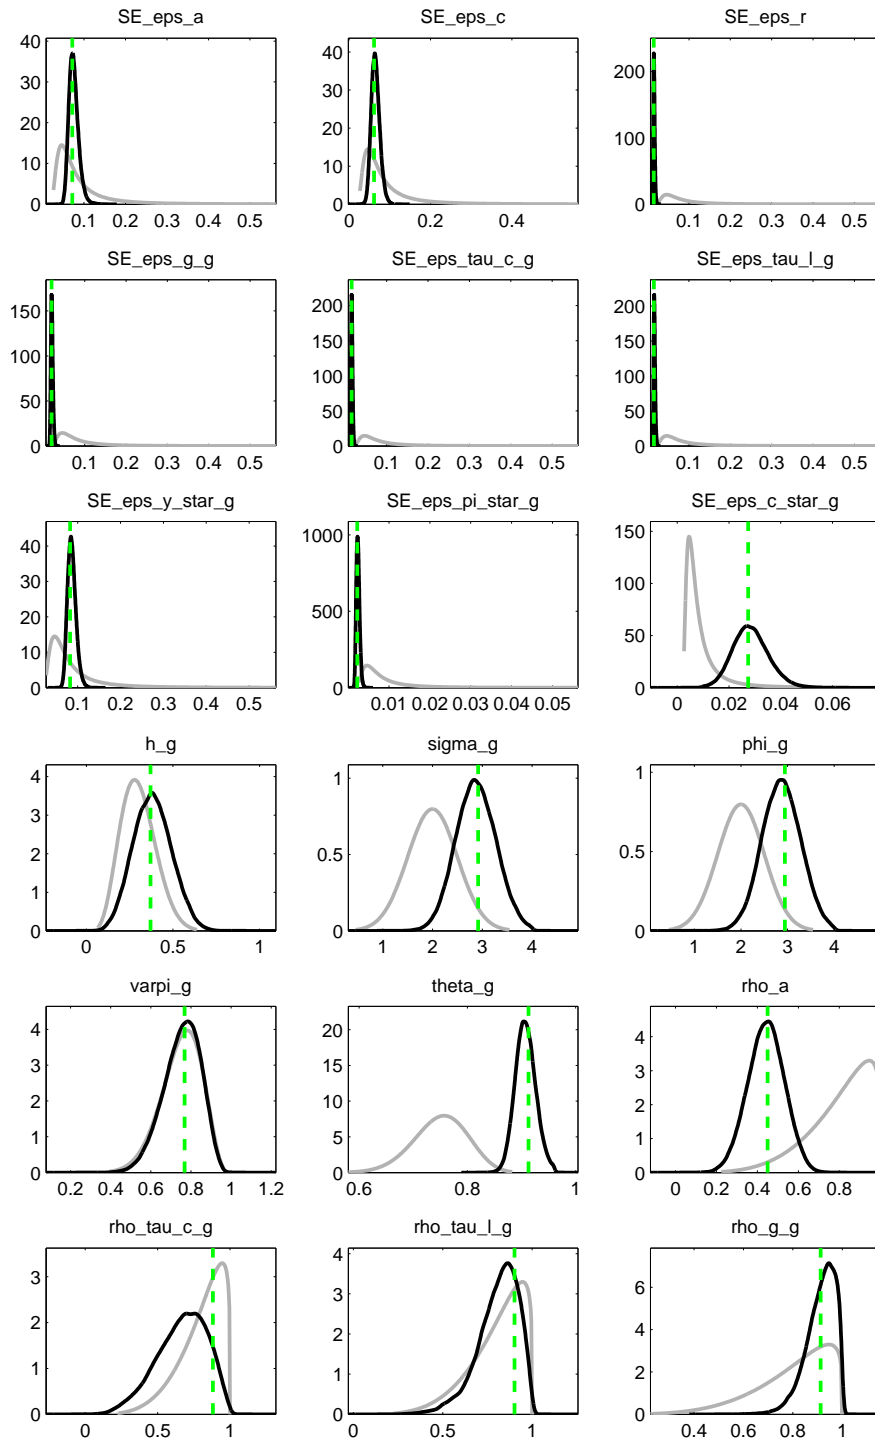 SE_eps_a SE_eps_c SE_eps_r
40 30 20 10 0 40 30 20 10 0 200 100 0
0.1 0.2 0.3 0.4 0.5 0 0.2 0.4 0.1 0.2 0.3 0.4 0.5
SE_eps_g_g SE_eps_tau_c_g SE_eps_tau_l_g
150 100 50 0 200 150 100 50 0 200 150 100 50 0
0.1 0.2 0.3 0.4 0.5 0.1 0.2 0.3 0.4 0.5 0.1 0.2 0.3 0.4 0.5
SE_eps_y_star_g SE_eps_pi_star_g SE_eps_c_star_g
40 30 20 10 0 1000 500 0 150 100 50 0
0.1 0.2 0.3 0.4 0.5 0.01 0.02 0.03 0.04 0.05 0 0.02 0.04 0.06
h_g sigma_g phi_g
4 3 2 1 0 1 0.5 0 1 0.5 0
0 0.5 1 1 2 3 4 1 2 3 4
varpi_g theta_g rho_a
4 3 2 1 0 20 15 10 5 0 4 3 2 1 0
0.2 0.4 0.6 0.8 1 1.2 0.6 0.8 1 0 0.2 0.4 0.6 0.8
rho_tau_c_g rho_tau_l_g rho_g_g
3 2 1 0 4 3 2 1 0 6 4 2 0
0 0.5 1 0 0.5 1 0.4 0.6 0.8 1